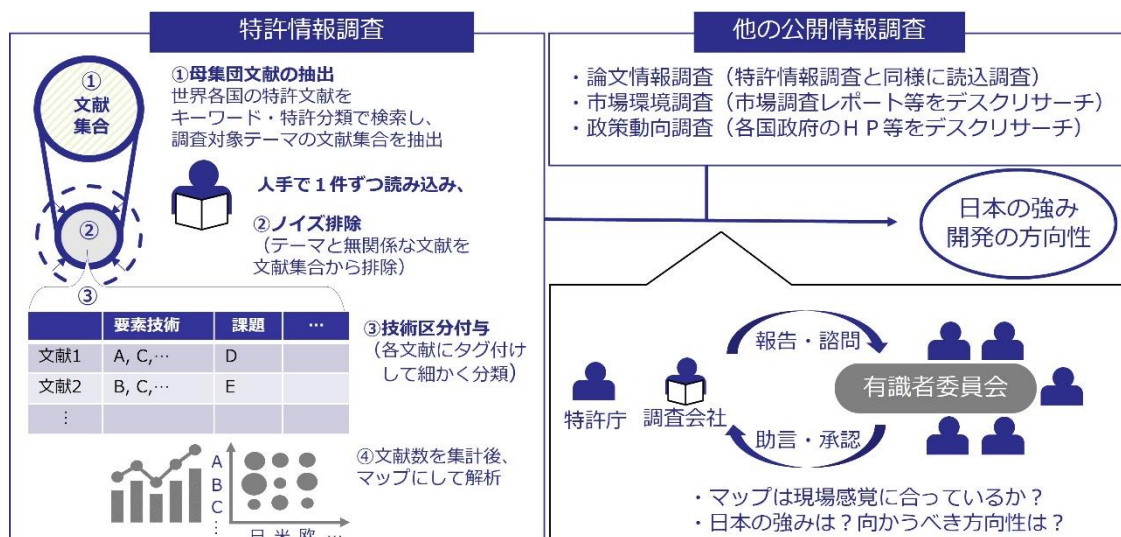 特許情報調査
①
文献
集合
①母集団文献の抽出
世界各国の特許文献を
キーワード・特許分類で検索し、
調査対象テーマの文献集合を抽出
人手で１件ずつ読み込み、
②
②ノイズ排除
（テーマと無関係な文献を
文献集合から排除）
③
要素技術 課題 …
文献1 A, C,… D
文献2 B, C,… E
⋮
③技術区分付与
（各文献にタグ付け
して細かく分類）
A
B
C
⋮
日 米 欧 …
④文献数を集計後、
マップにして解析
他の公開情報調査
・論文情報調査（特許情報調査と同様に読込調査）
・市場環境調査（市場調査レポート等をデスクリサーチ）
・政策動向調査（各国政府のＨＰ等をデスクリサーチ）
日本の強み
開発の方向性
報告・諮問
特許庁
調査会社
有識者委員会
助言・承認
・マップは現場感覚に合っているか？
・日本の強みは？向かうべき方向性は？